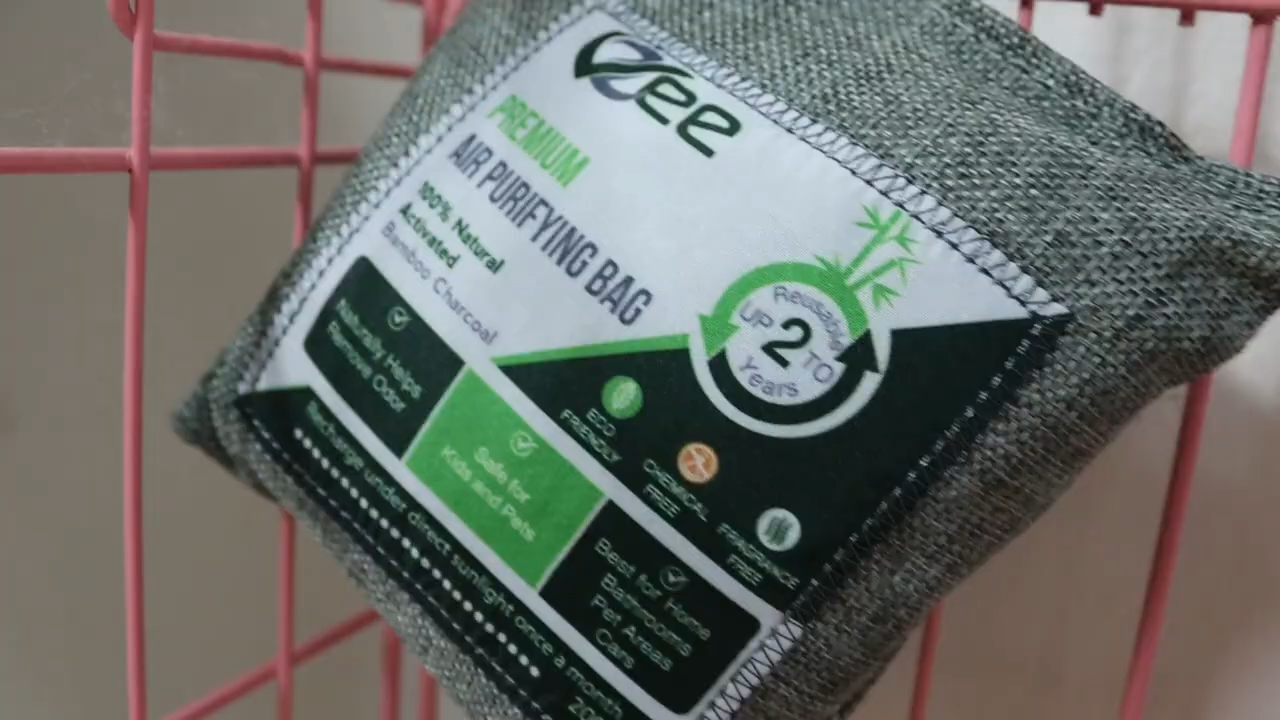 Vzee
PREMIUM
AIR PURIFYING BAG
100% Natural
Activated
Bamboo Charcoal
Reusable
UP 2 TO
Years
ECO
FRIENDLY
CHEMICAL
FREE
FRAGRANCE
FREE
Naturally Helps
Remove Odor
Safe for
Kids and Pets
Best for Home
Bathrooms
Pet Areas
Cars
Recharge under direct sunlight once a month